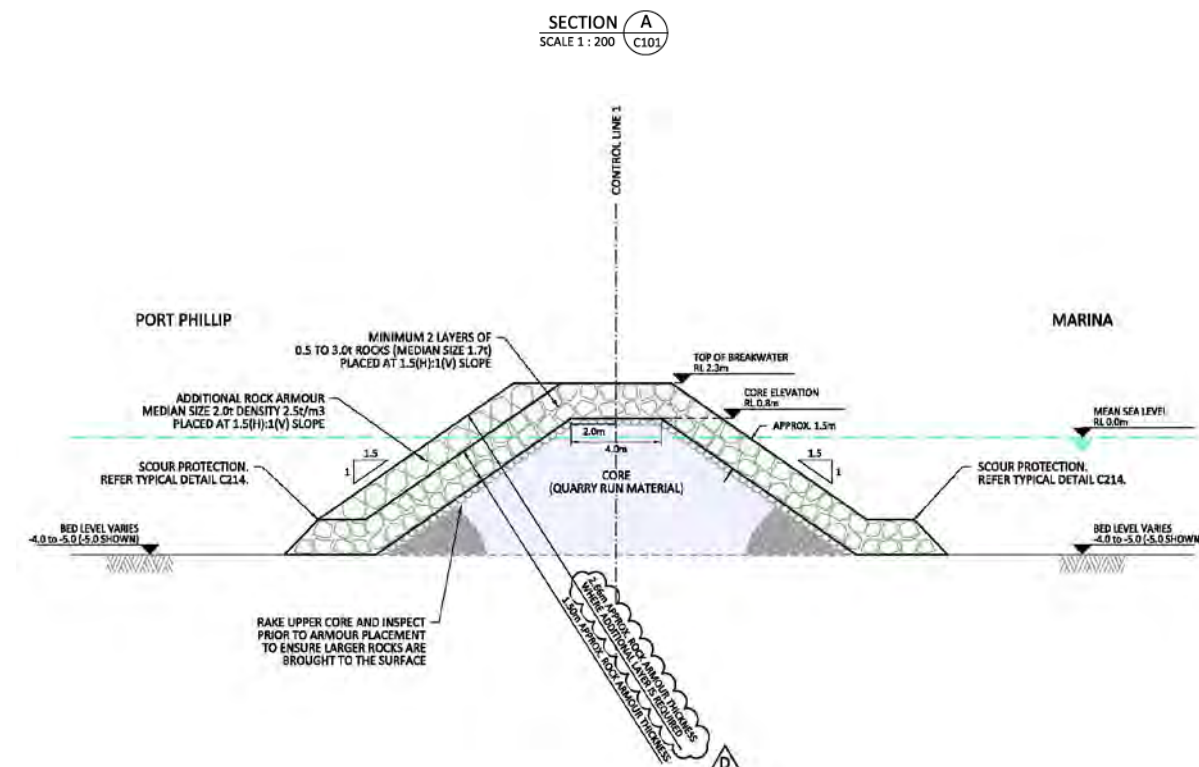 SECTION A
SCALE 1 : 200 C101
CONTROL LINE 1
PORT PHILLIP
MARINA
MINIMUM 2 LAYERS OF
0.5 TO 3.0t ROCKS (MEDIAN SIZE 1.7t)
PLACED AT 1.5(H):1(V) SLOPE
TOP OF BREAKWATER
RL 2.3m
ADDITIONAL ROCK ARMOUR
MEDIAN SIZE 2.0t DENSITY 2.5t/m3
PLACED AT 1.5(H):1(V) SLOPE
CORE ELEVATION
RL 0.8m
MEAN SEA LEVEL
RL 0.0m
APPROX. 1.5m
2.0m
4.0m
1.5
1
1.5
1
SCOUR PROTECTION.
REFER TYPICAL DETAIL C214.
CORE
(QUARRY RUN MATERIAL)
SCOUR PROTECTION.
REFER TYPICAL DETAIL C214.
BED LEVEL VARIES
-4.0 to -5.0 (-5.0 SHOWN)
BED LEVEL VARIES
-4.0 to -5.0 (-5.0 SHOWN
RAKE UPPER CORE AND INSPECT
PRIOR TO ARMOUR PLACEMENT
TO ENSURE LARGER ROCKS ARE
BROUGHT TO THE SURFACE
2.66m APPROX. ROCK ARMOUR THICKNESS
WHERE ADDITIONAL LAYER IS REQUIRED
1.50m APPROX. ROCK ARMOUR THICKNESS
D